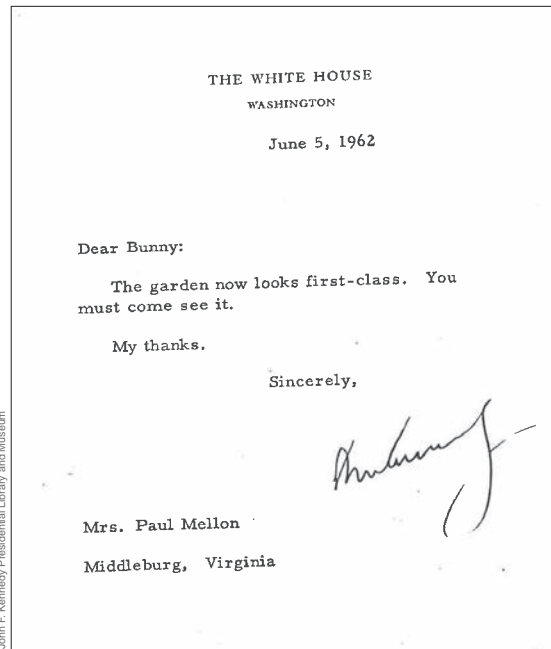 THE WHITE HOUSE
WASHINGTON
June 5, 1962
Dear Bunny:
The garden now looks first-class. You
must come see it.
My thanks.
Sincerely,
Mrs. Paul Mellon
Middleburg, Virginia
John F. Kennedy Presidential Library and Museum